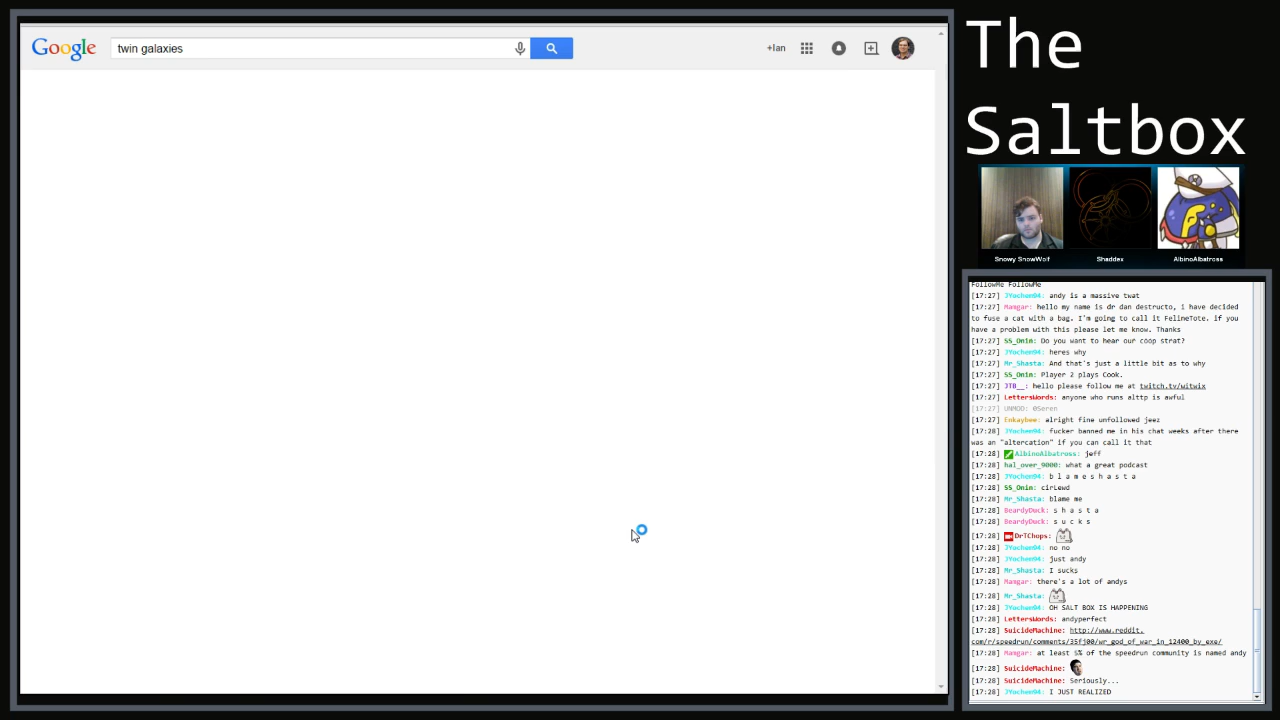 Google
twin galaxies
+Ian
The
Saltbox
Snowy SnowWolf
Shaddex
AlbinoAlbatross
FollowMe FollowMe
[17:27] JYochem94: andy is a massive twat
[17:27] Mamgar: hello my name is dr dan destructo, i have decided
to fuse a cat with a bag. I'm going to call it FelineTote. if you
have a problem with this please let me know. Thanks
[17:27] SS_Onin: Do you want to hear our coop strat?
[17:27] JYochem94: heres why
[17:27] Mr_Shasta: And that's just a little bit as to why
[17:27] SS_Onin: Player 2 plays Cook.
[17:27] JTB__: hello please follow me at twitch.tv/witwix
[17:27] LettersWords: anyone who runs alttp is awful
[17:27] UNMOD: 0Seren
[17:27] Enkaybee: alright fine unfollowed jeez
[17:28] JYochem94: fucker banned me in his chat weeks after there
was an "altercation" if you can call it that
[17:28] AlbinoAlbatross: jeff
[17:28] hal_over_9000: what a great podcast
[17:28] JYochem94: b l a m e s h a s t a
[17:28] SS_Onin: cirLewd
[17:28] Mr_Shasta: blame me
[17:28] BeardyDuck: s h a s t a
[17:28] BeardyDuck: s u c k s
[17:28] DrTChops:
[17:28] JYochem94: no no
[17:28] JYochem94: just andy
[17:28] Mr_Shasta: I sucks
[17:28] Mamgar: there's a lot of andys
[17:28] Mr_Shasta:
[17:28] JYochem94: OH SALT BOX IS HAPPENING
[17:28] LettersWords: andyperfect
[17:28] SuicideMachine: http://www.reddit.
com/r/speedrun/comments/35fj00/wr_god_of_war_in_12400_by_exe/
[17:28] Mamgar: at least 5% of the speedrun community is named andy
[17:28] SuicideMachine:
[17:28] SuicideMachine: Seriously...
[17:28] JYochem94: I JUST REALIZED